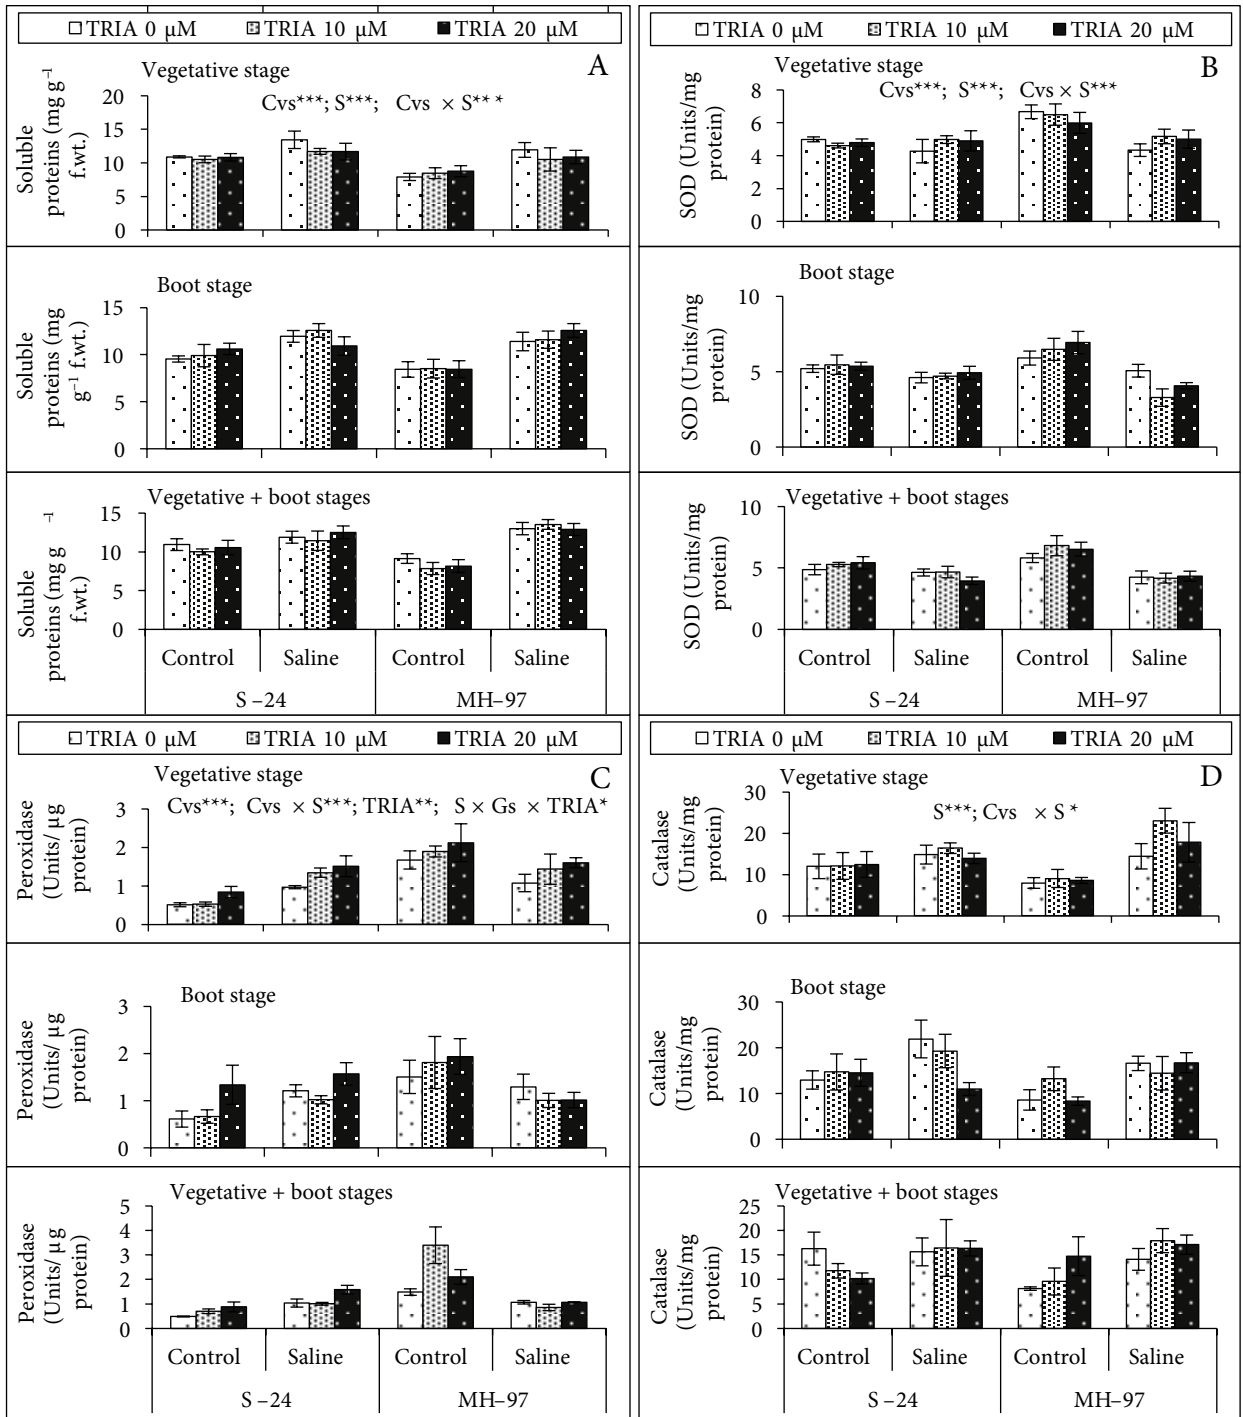 TRIA 0 µM TRIA 10 µM TRIA 20 µM
A
Vegetative stage
Cvs***; S***; Cvs × S** *
Soluble
proteins (mg g⁻¹
f.wt.)
20
15
10
5
0
Boot stage
Soluble
proteins (mg
g⁻¹ f.wt.)
15
10
5
0
Vegetative + boot stages
Soluble
proteins (mg g⁻¹
f.wt.)
15
10
5
0
Control Saline Control Saline
S –24 MH–97
TRIA 0 µM TRIA 10 µM TRIA 20 µM
B
Vegetative stage
Cvs***; S***; Cvs × S***
SOD (Units/mg
protein)
8
6
4
2
0
Boot stage
SOD (Units/mg
protein)
10
5
0
Vegetative + boot stages
SOD (Units/mg
protein)
10
5
0
Control Saline Control Saline
S –24 MH–97
TRIA 0 µM TRIA 10 µM TRIA 20 µM
C
Vegetative stage
Cvs***; Cvs × S***; TRIA**; S × Gs × TRIA*
Peroxidase
(Units/ µg
protein)
3
2
1
0
Boot stage
Peroxidase
(Units/ µg
protein)
3
2
1
0
Vegetative + boot stages
Peroxidase
(Units/ µg
protein)
5
4
3
2
1
0
Control Saline Control Saline
S –24 MH–97
TRIA 0 µM TRIA 10 µM TRIA 20 µM
D
Vegetative stage
S***; Cvs × S *
Catalase
(Units/mg
protein)
30
20
10
0
Boot stage
Catalase
(Units/mg
protein)
30
20
10
0
Vegetative + boot stages
Catalase
(Units/mg
protein)
25
20
15
10
5
0
Control Saline Control Saline
S –24 MH–97